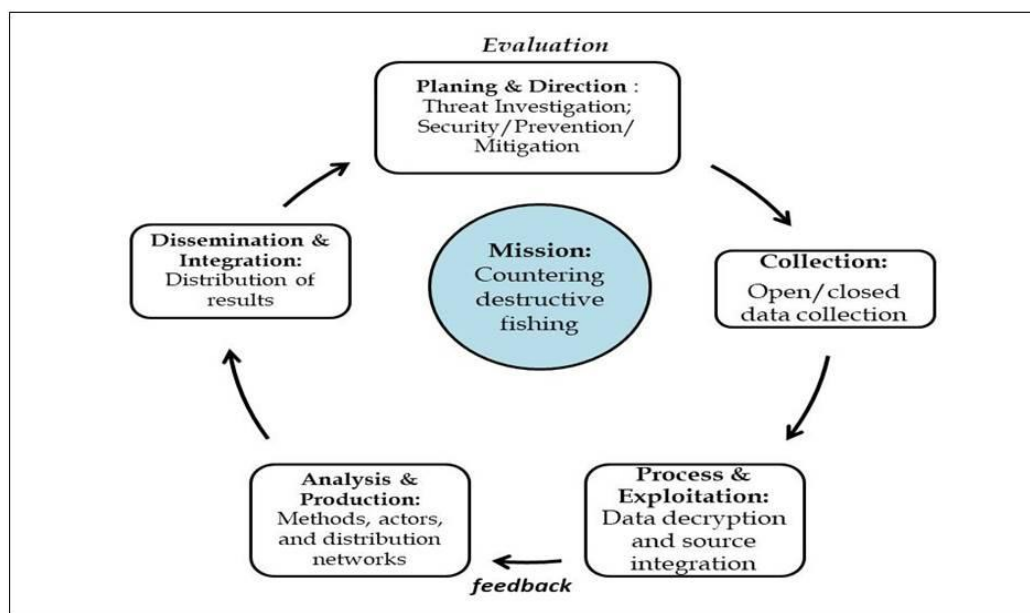 Evaluation
Planing & Direction :
Threat Investigation;
Security/Prevention/
Mitigation
Mission:
Countering
destructive
fishing
Collection:
Open/closed
data collection
Process &
Exploitation:
Data decryption
and source
integration
feedback
Analysis &
Production:
Methods, actors,
and distribution
networks
Dissemination &
Integration:
Distribution of
results